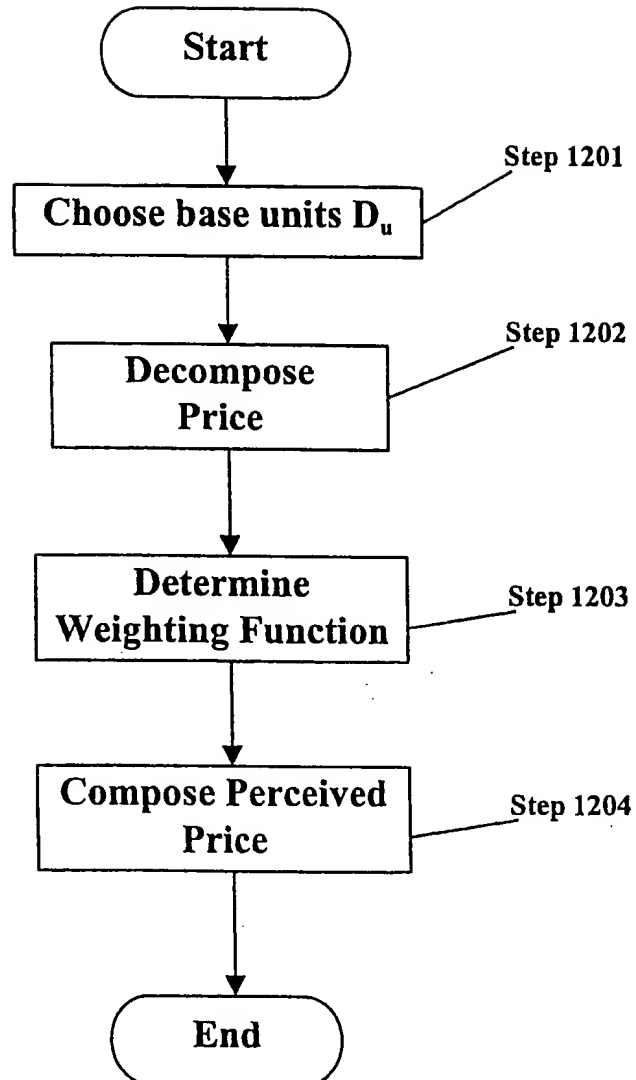 Start
Step 1201
Choose base units Du
Step 1202
Decompose
Price
Step 1203
Determine
Weighting Function
Step 1204
Compose Perceived
Price
End